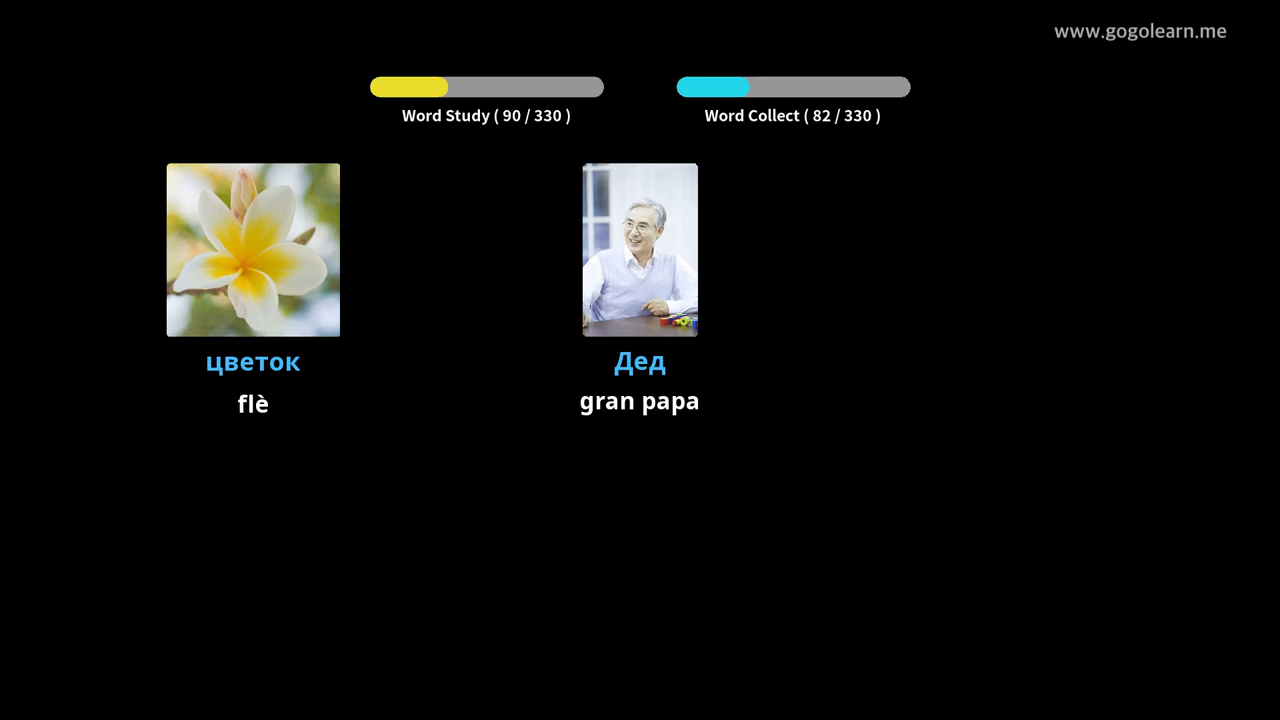 www.gogolearn.me
Word Study ( 90 / 330 )
Word Collect ( 82 / 330 )
цветок
flè
Дед
gran papa